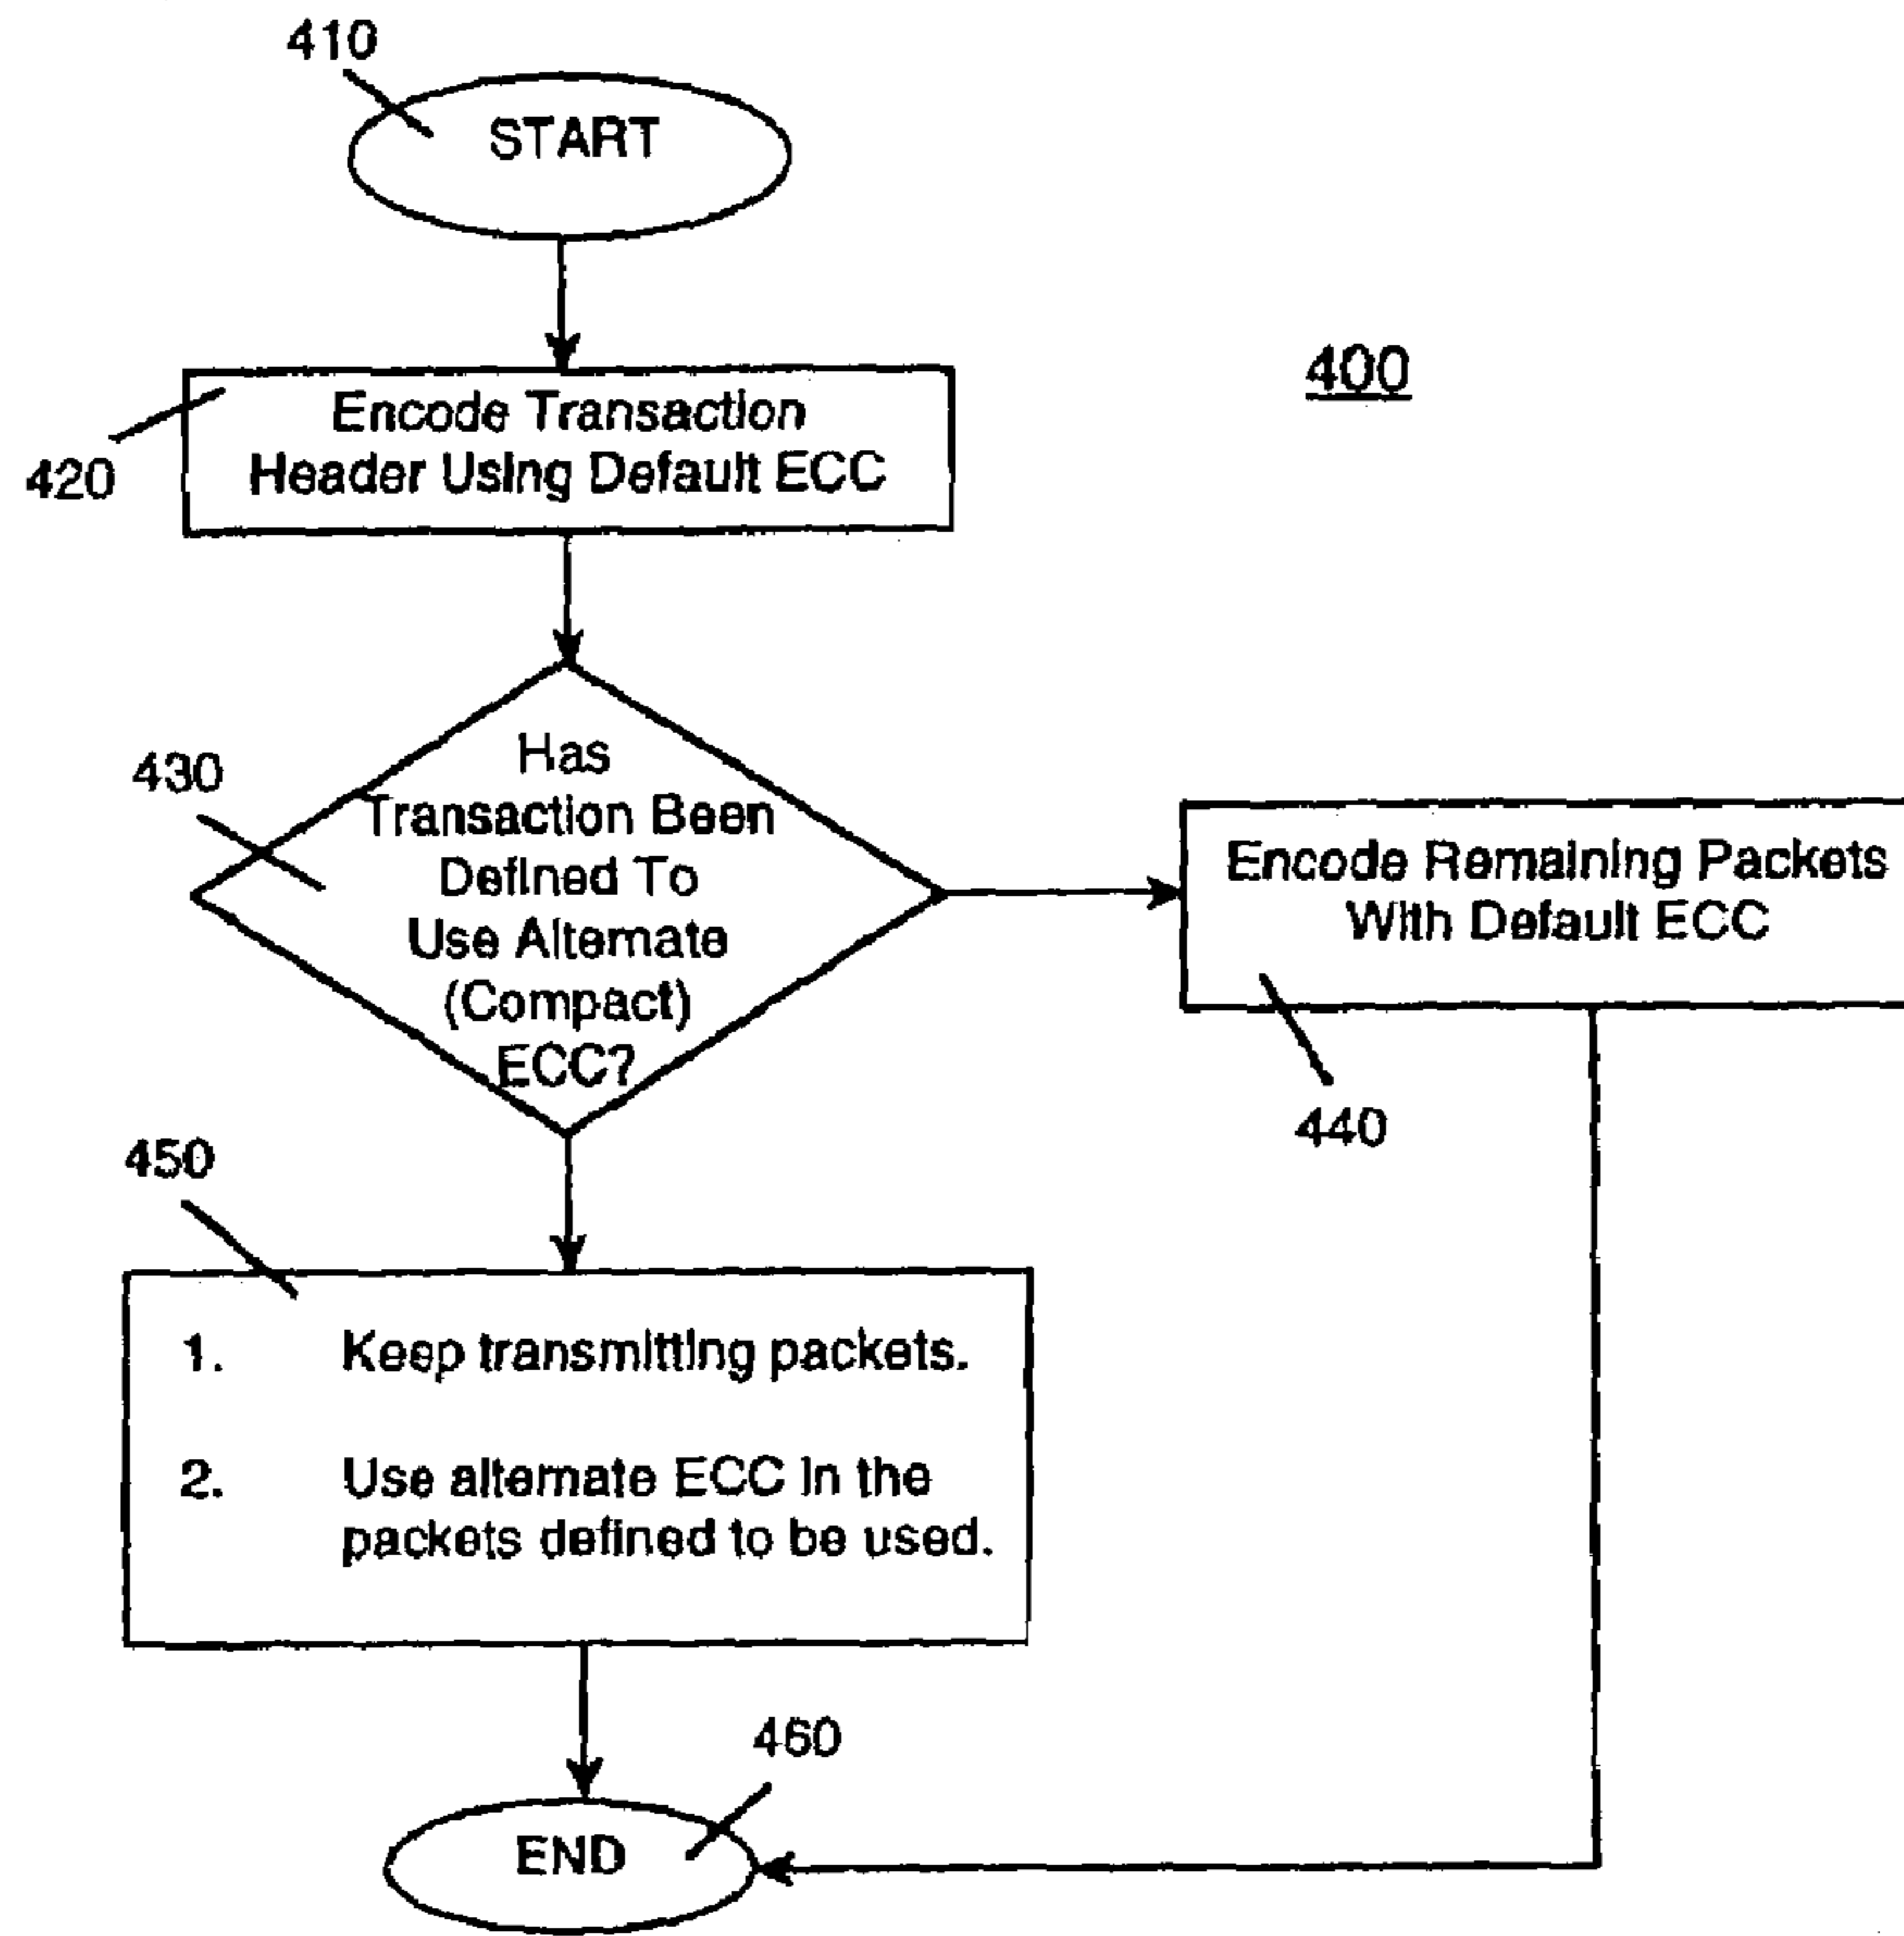 410
START
400
Encode Transaction
Header Using Default ECC
420
Has
Transaction Been
Defined To
Use Alternate
(Compact)
ECC?
430
Encode Remaining Packets
With Default ECC
440
450
1. Keep transmitting packets.
2. Use alternate ECC in the
packets defined to be used.
460
END